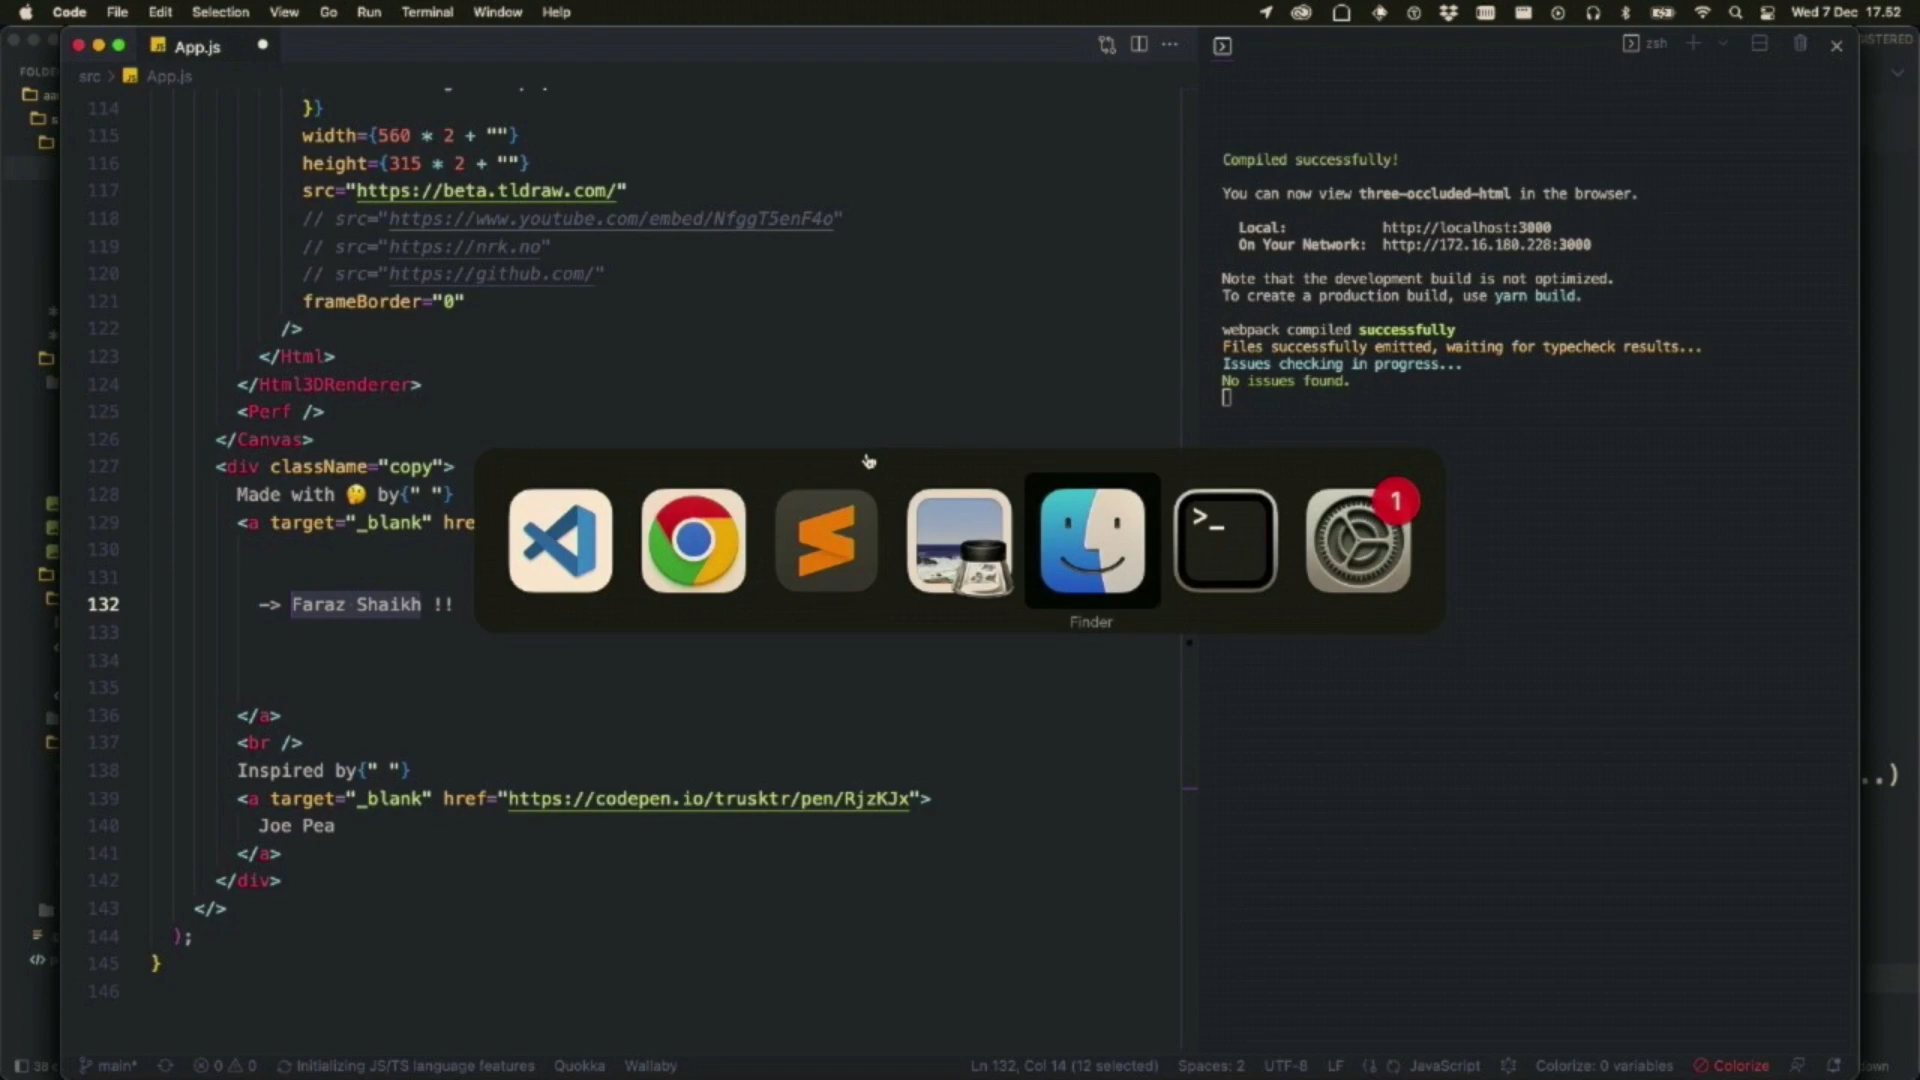 Code File Edit Selection View Go Run Terminal Window Help
Wed 7 Dec 17.52
App.js
zsh
src > App.js
114 }}
115 width={560 * 2 + ""}
116 height={315 * 2 + ""}
117 src="https://beta.tldraw.com/"
118 // src="https://www.youtube.com/embed/NfggT5enF4o"
119 // src="https://nrk.no"
120 // src="https://github.com/"
121 frameBorder="0"
122 />
123 </Html>
124 </Html3DRenderer>
125 <Perf />
126 </Canvas>
127 <div className="copy">
128 Made with 🤔 by{" "}
129 <a target="_blank" hre
130
131
132 —> Faraz Shaikh !!
133
134
135
136 </a>
137 <br />
138 Inspired by{" "}
139 <a target="_blank" href="https://codepen.io/trusktr/pen/RjzKJx">
140 Joe Pea
141 </a>
142 </div>
143 </>
144 );
145 }
146
Compiled successfully!
You can now view three-occluded-html in the browser.
Local: http://localhost:3000
On Your Network: http://172.16.180.228:3000
Note that the development build is not optimized.
To create a production build, use yarn build.
webpack compiled successfully
Files successfully emitted, waiting for typecheck results...
Issues checking in progress...
No issues found.
>_
1
Finder
..)
main* 0 0 Initializing JS/TS language features Quokka Wallaby
Ln 132, Col 14 (12 selected) Spaces: 2 UTF-8 LF JavaScript Colorize: 0 variables Colorize